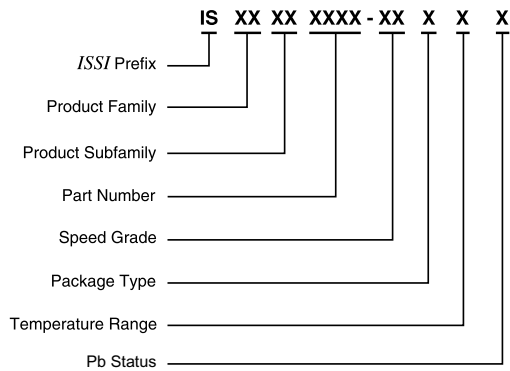 IS XX XX XXXX - XX X X X
ISSI Prefix
Product Family
Product Subfamily
Part Number
Speed Grade
Package Type
Temperature Range
Pb Status